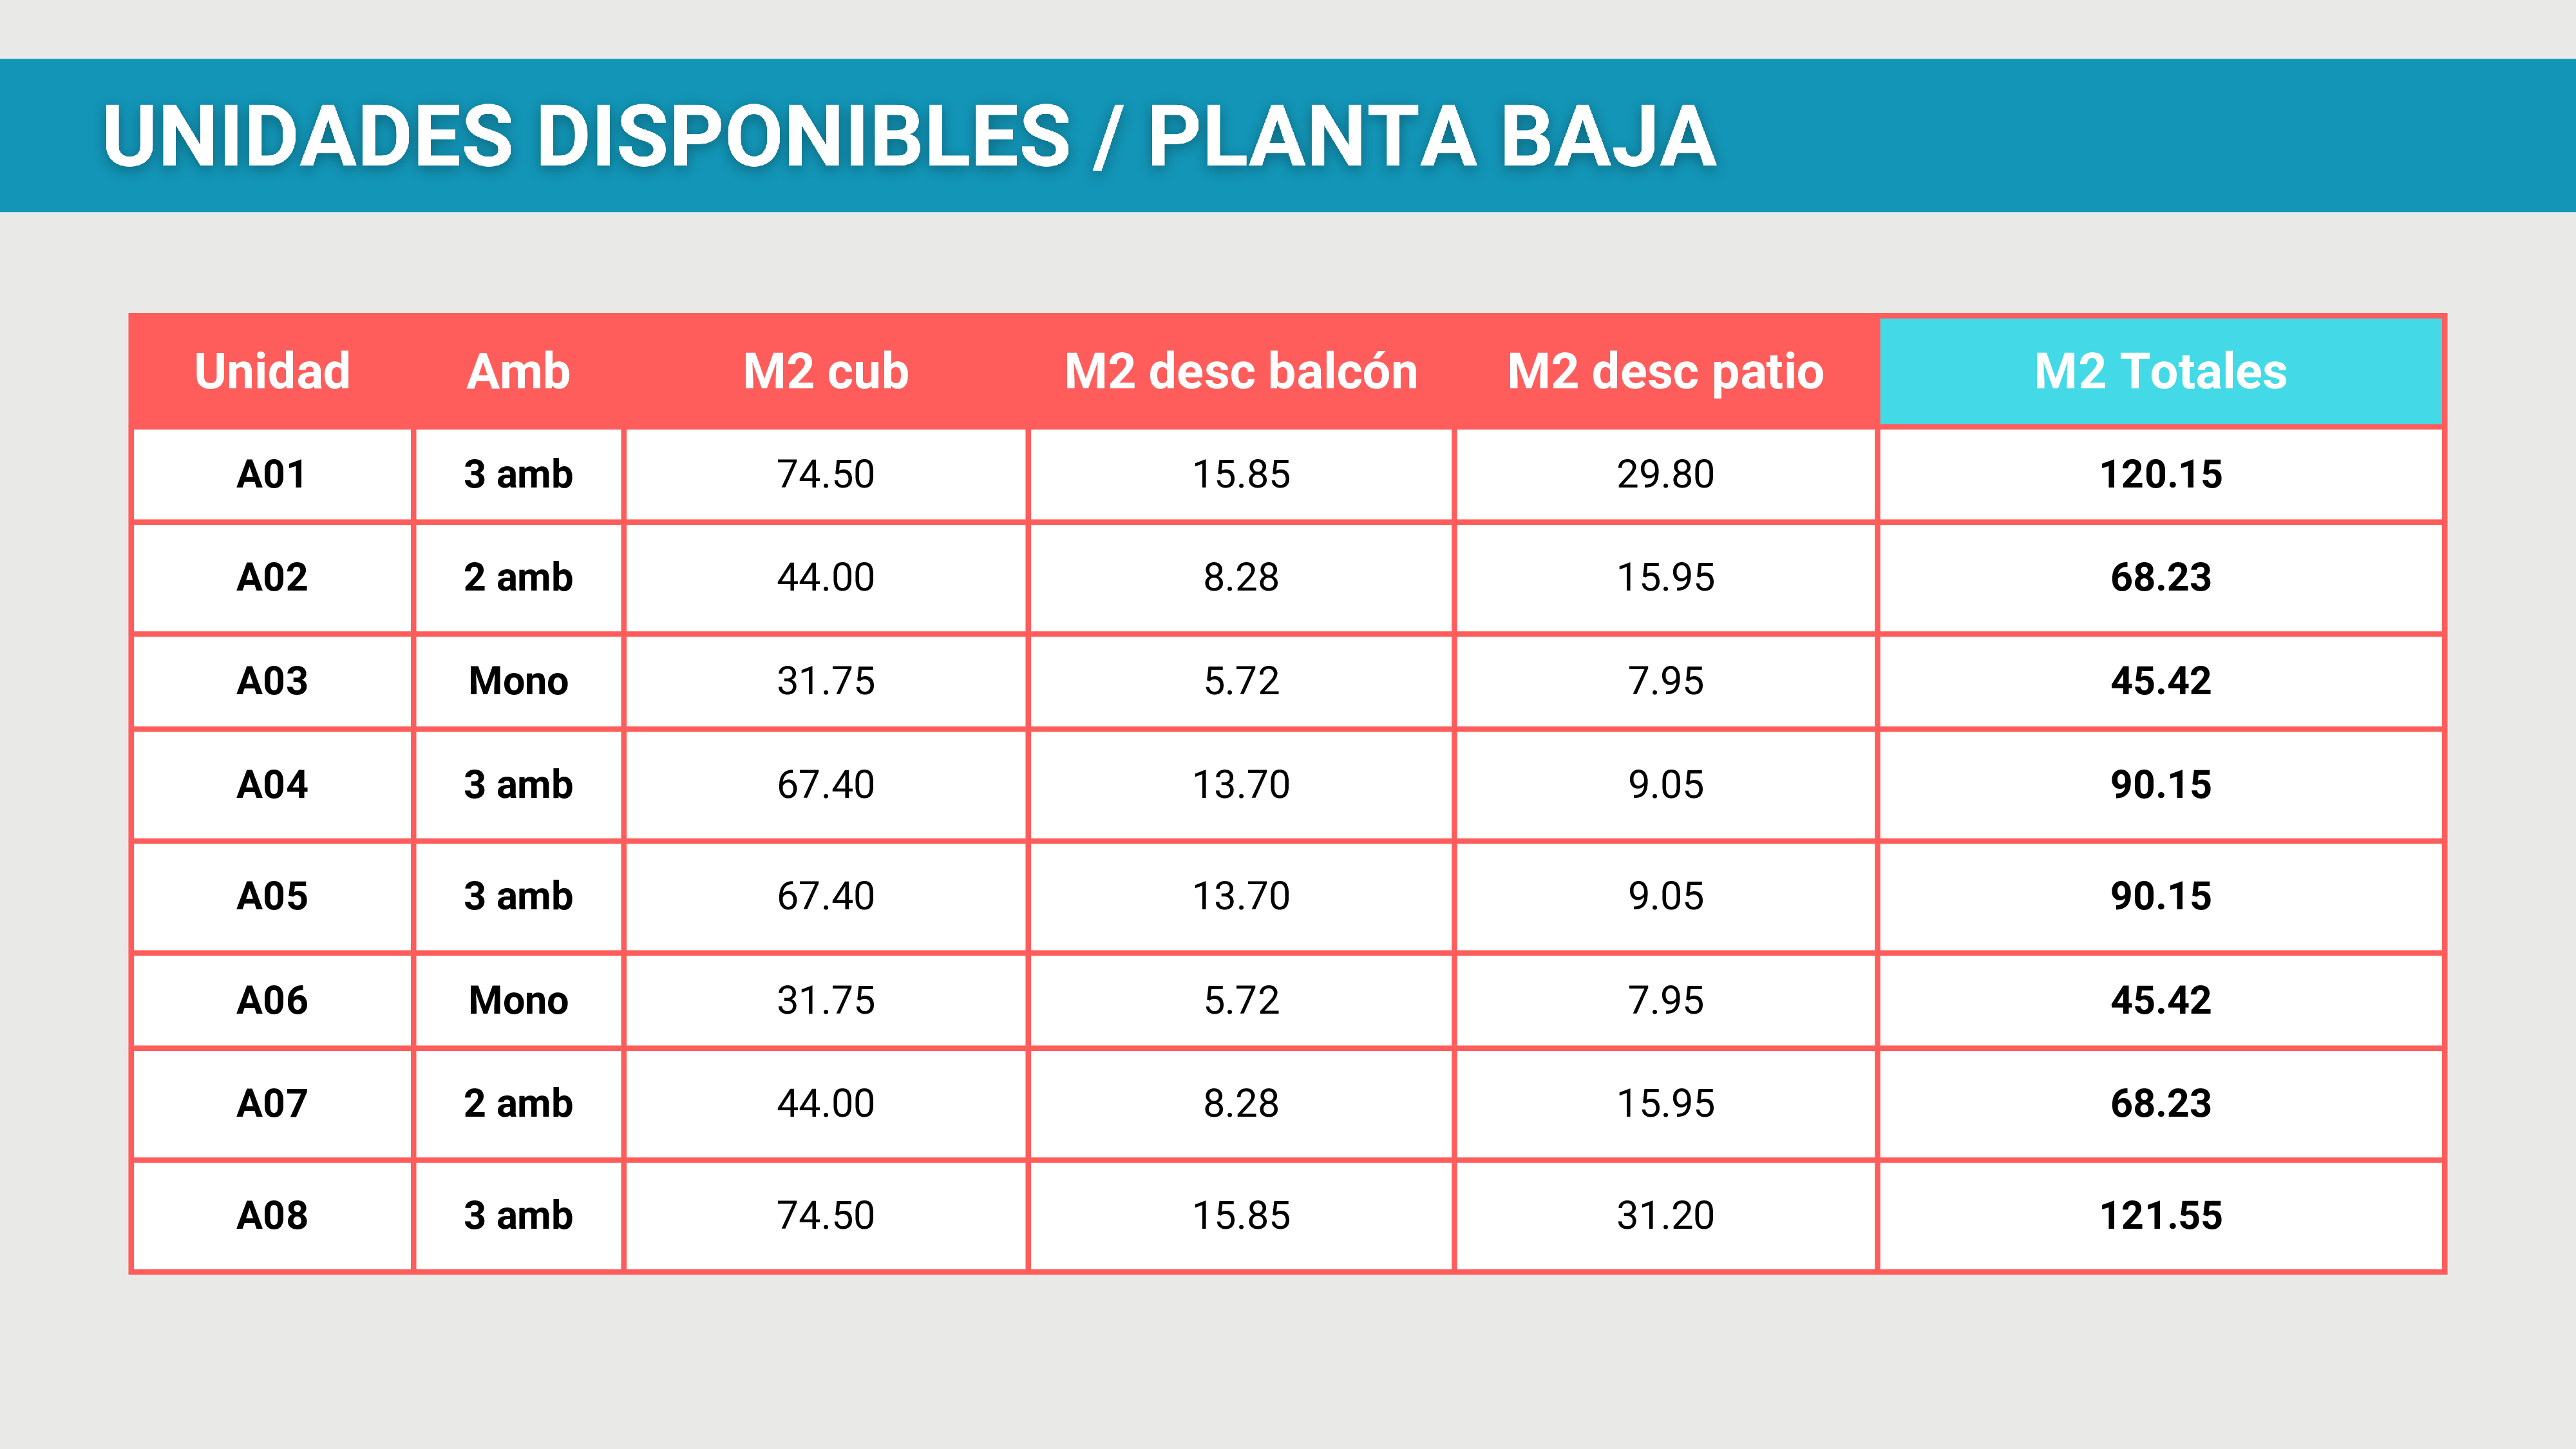 UNIDADES DISPONIBLES / PLANTA BAJA
Unidad Amb M2 cub M2 desc balcón M2 desc patio M2 Totales
A01 3 amb 74.50 15.85 29.80 120.15
A02 2 amb 44.00 8.28 15.95 68.23
A03 Mono 31.75 5.72 7.95 45.42
A04 3 amb 67.40 13.70 9.05 90.15
A05 3 amb 67.40 13.70 9.05 90.15
A06 Mono 31.75 5.72 7.95 45.42
A07 2 amb 44.00 8.28 15.95 68.23
A08 3 amb 74.50 15.85 31.20 121.55